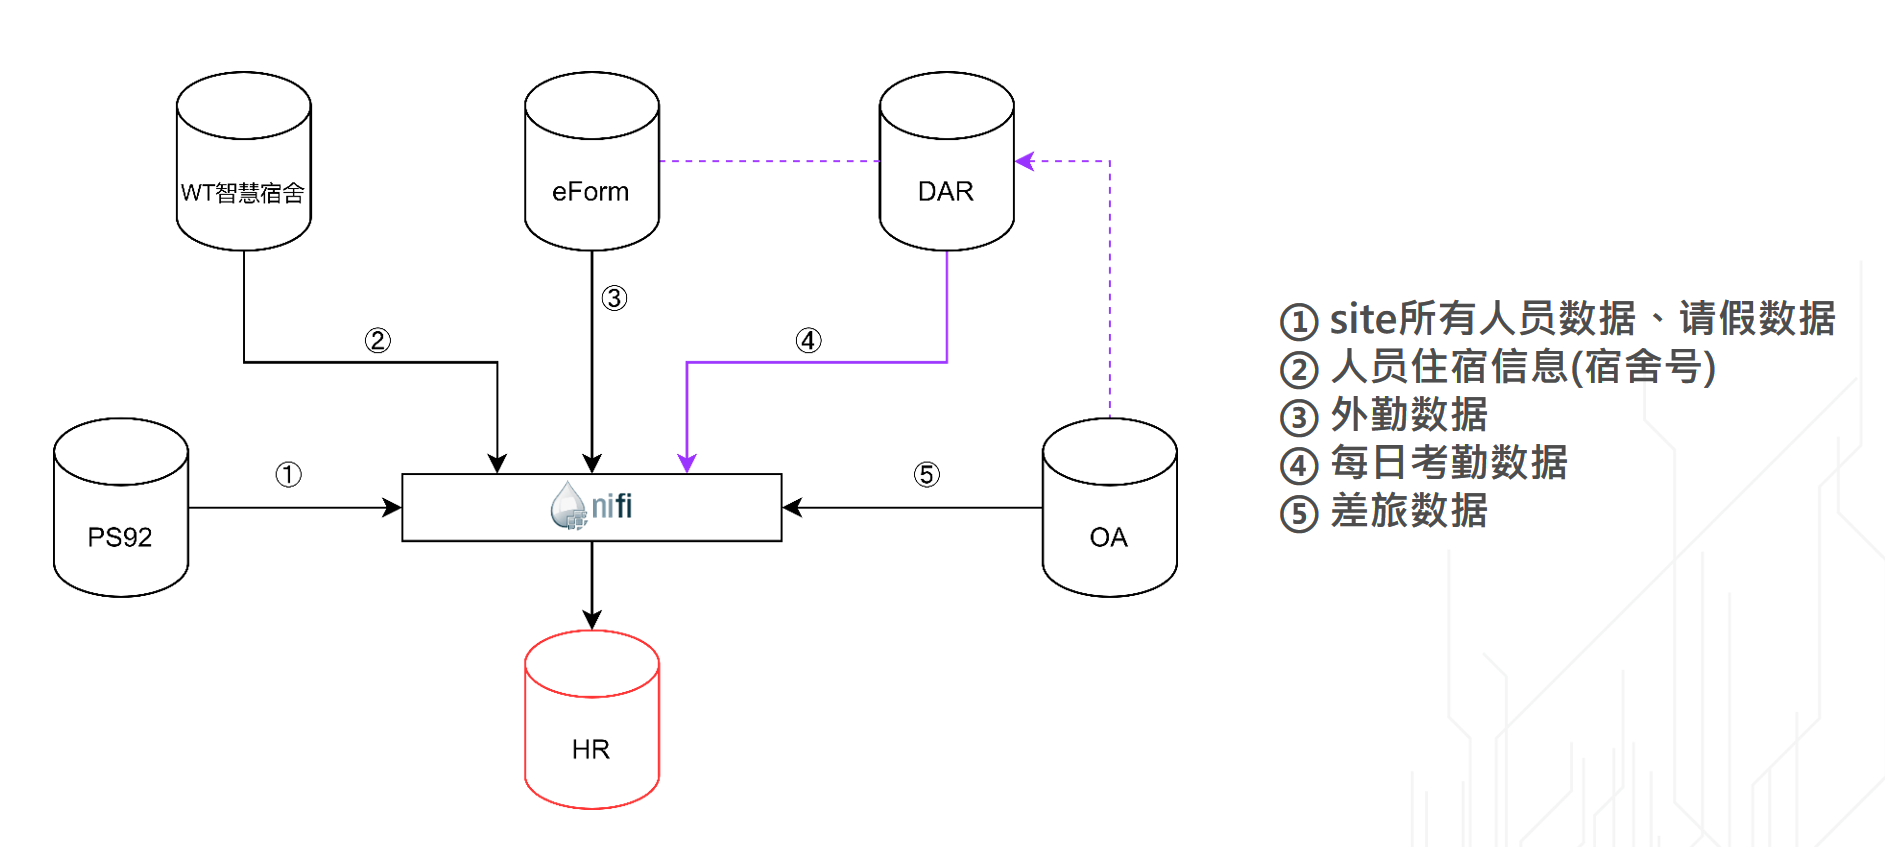 WT智慧宿舍
eForm
DAR
③
②
④
①
⑤
nifi
PS92
OA
HR
① site所有人员数据、请假数据
② 人员住宿信息(宿舍号)
③ 外勤数据
④ 每日考勤数据
⑤ 差旅数据